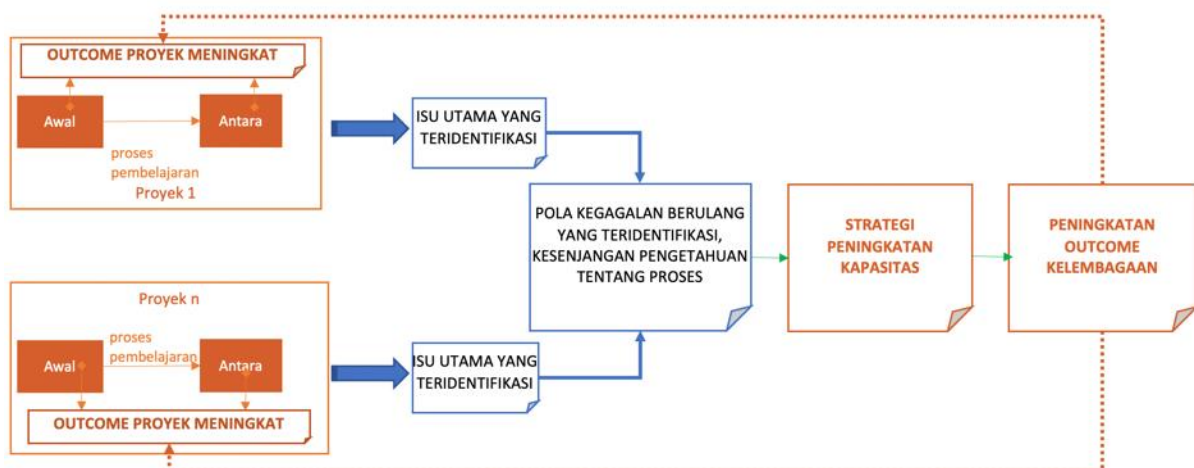 OUTCOME PROYEK MENINGKAT
Awal
Antara
proses
pembelajaran
Proyek 1
ISU UTAMA YANG
TERIDENTIFIKASI
POLA KEGAGALAN BERULANG
YANG TERIDENTIFIKASI,
KESENJANGAN PENGETAHUAN
TENTANG PROSES
STRATEGI
PENINGKATAN
KAPASITAS
PENINGKATAN
OUTCOME
KELEMBAGAAN
Proyek n
proses
pembelajaran
Awal
Antara
OUTCOME PROYEK MENINGKAT
ISU UTAMA YANG
TERIDENTIFIKASI